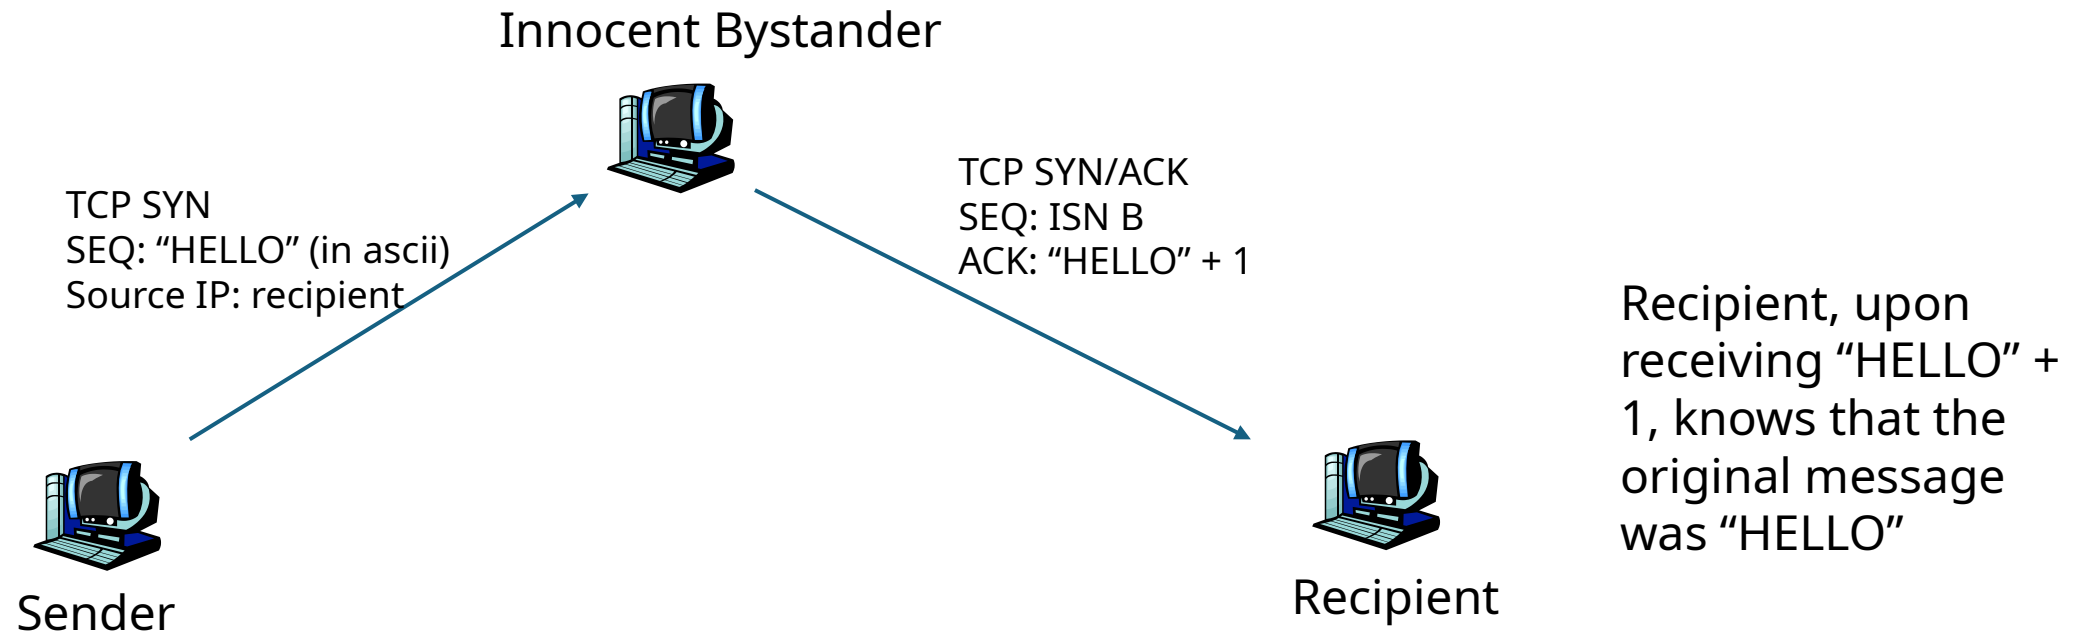 Innocent Bystander
TCP SYN
SEQ: “HELLO” (in ascii)
Source IP: recipient
TCP SYN/ACK
SEQ: ISN B
ACK: “HELLO” + 1
Recipient, upon
receiving “HELLO” +
1, knows that the
original message
was “HELLO”
Sender
Recipient